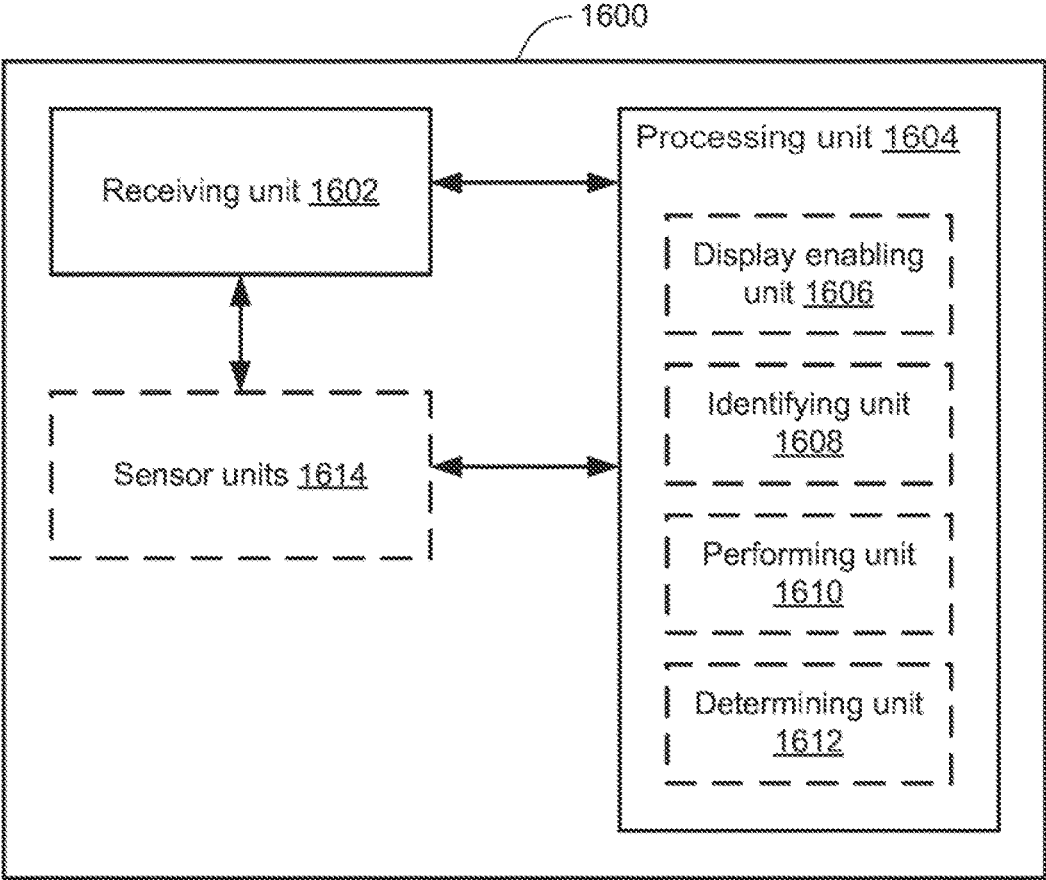 1600
Receiving unit 1602
Processing unit 1604
Display enabling
unit 1606
Identifying unit
1608
Sensor units 1614
Performing unit
1610
Determining unit
1612